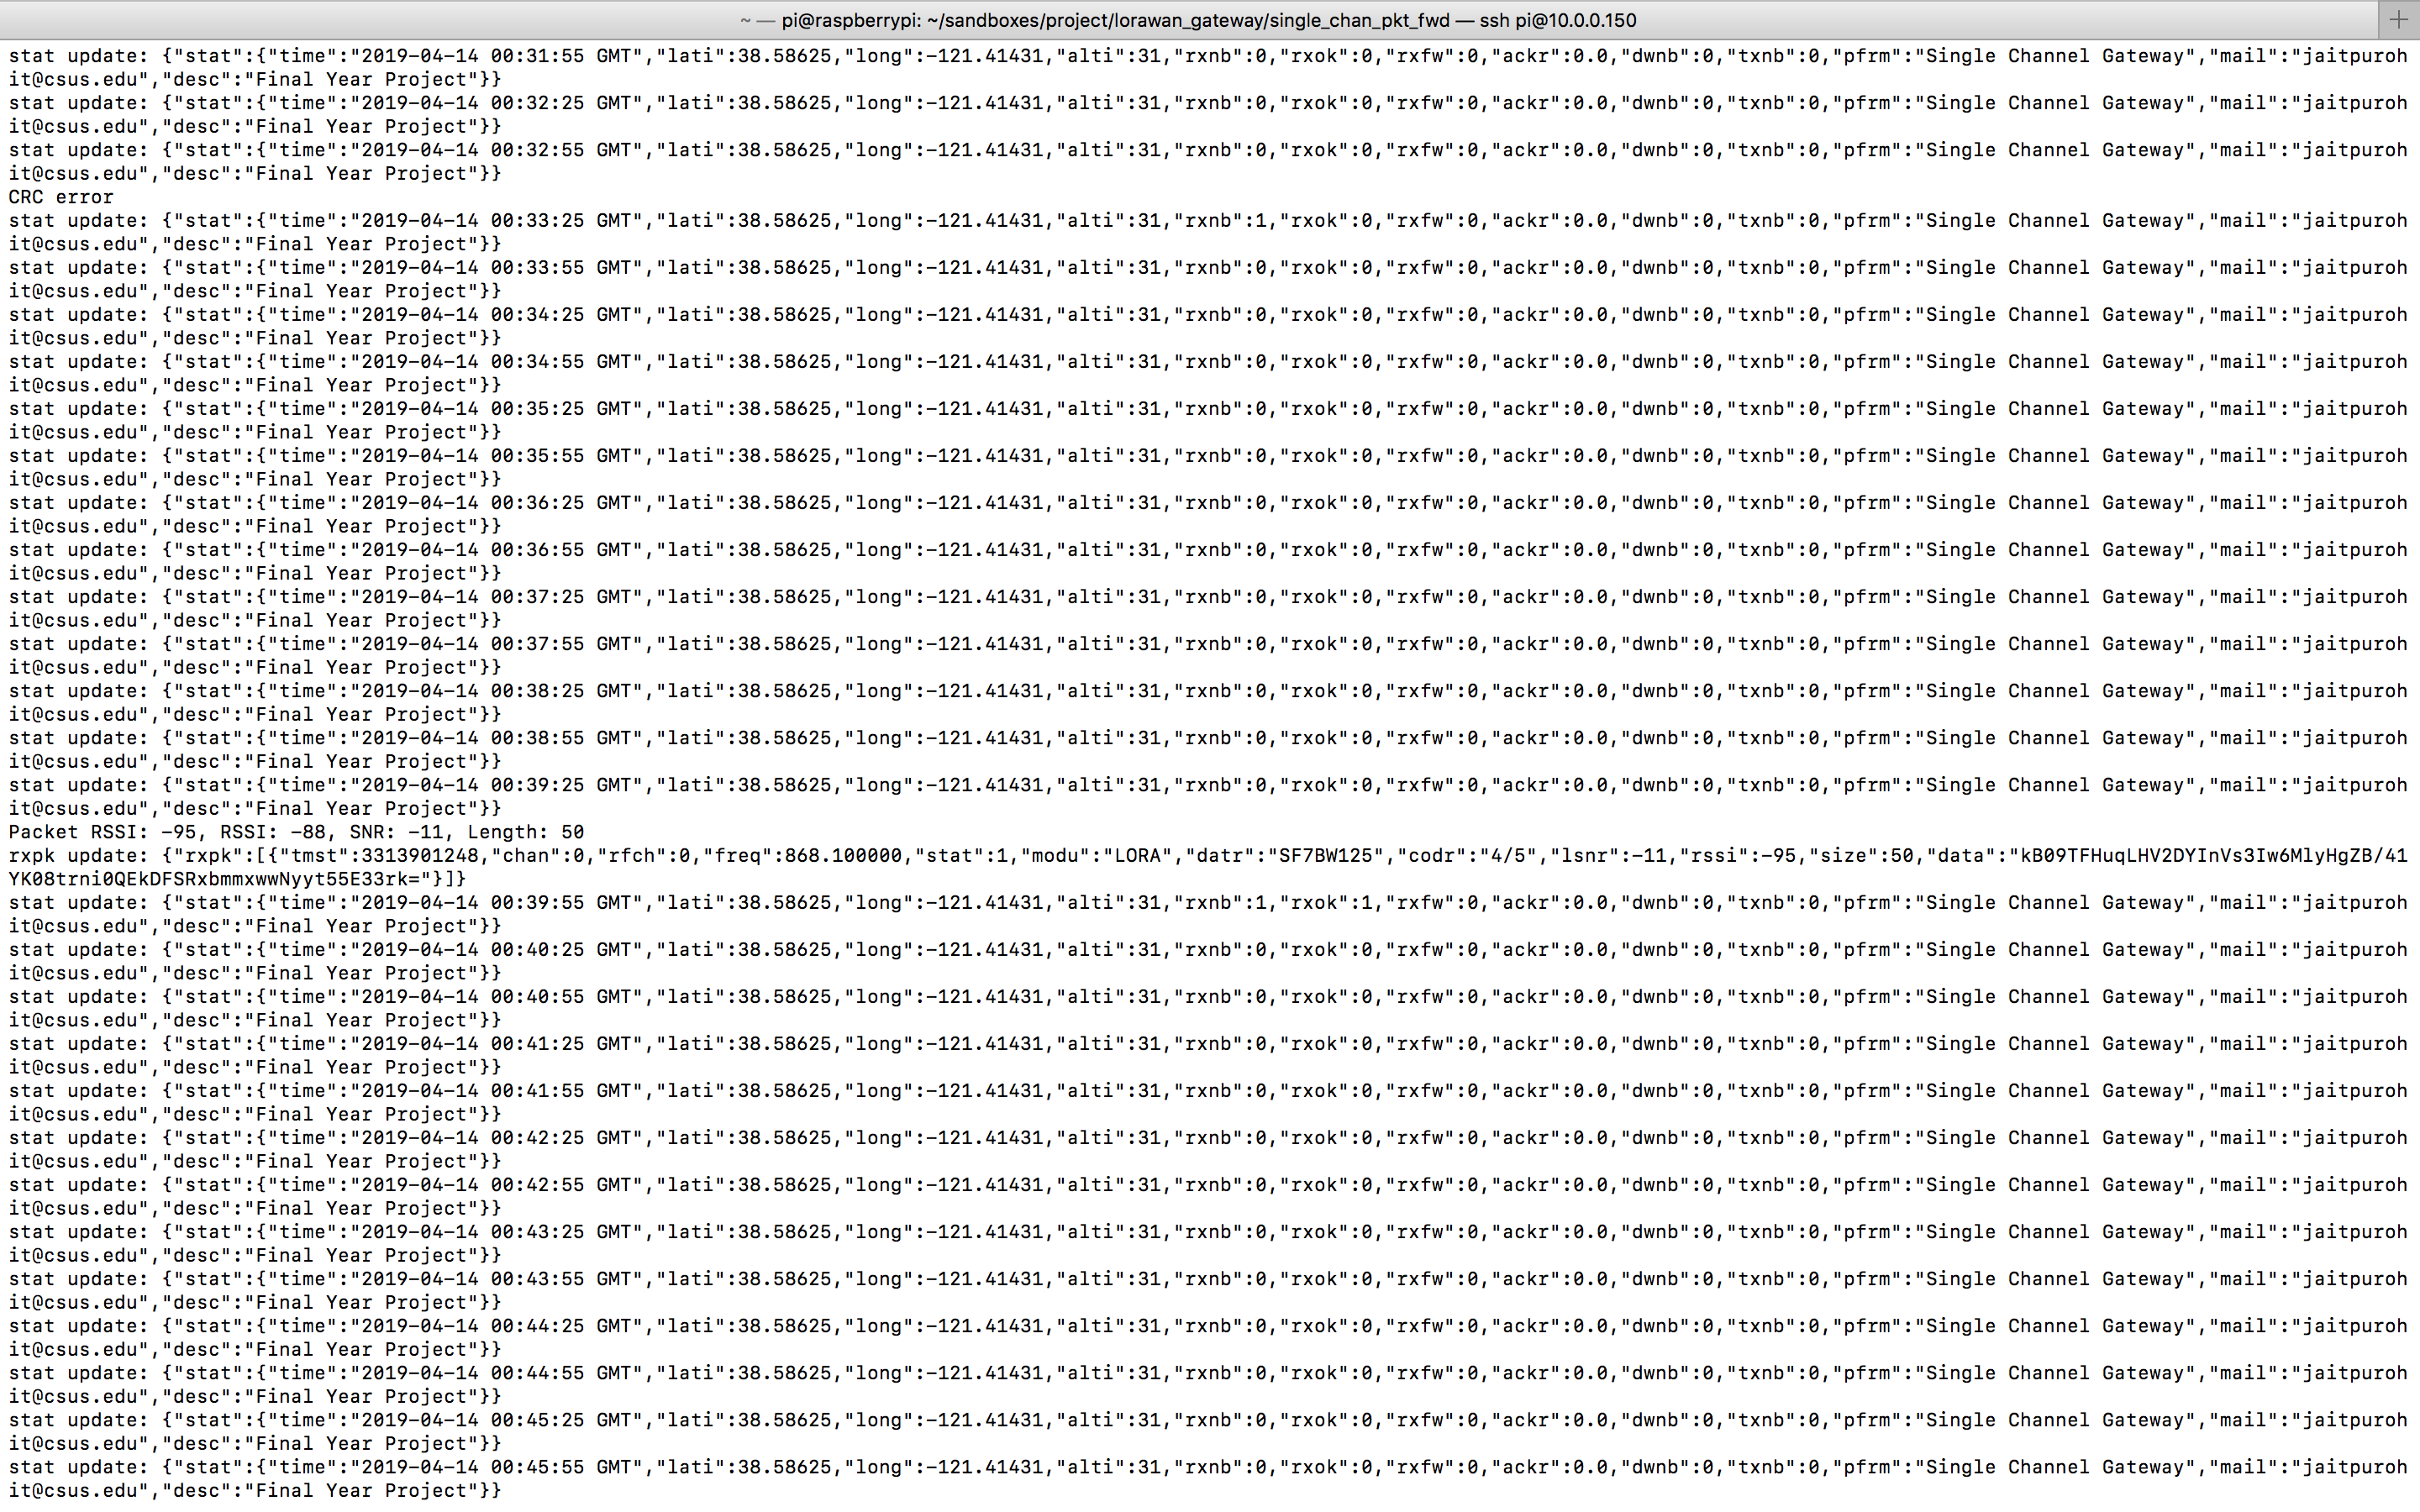 ~ — pi@raspberrypi: ~/sandboxes/project/lorawan_gateway/single_chan_pkt_fwd — ssh pi@10.0.0.150
stat update: {"stat":{"time":"2019-04-14 00:31:55 GMT","lati":38.58625,"long":-121.41431,"alti":31,"rxnb":0,"rxok":0,"rxfw":0,"ackr":0.0,"dwnb":0,"txnb":0,"pfrm":"Single Channel Gateway","mail":"jaitpuroh
it@csus.edu","desc":"Final Year Project"}}
stat update: {"stat":{"time":"2019-04-14 00:32:25 GMT","lati":38.58625,"long":-121.41431,"alti":31,"rxnb":0,"rxok":0,"rxfw":0,"ackr":0.0,"dwnb":0,"txnb":0,"pfrm":"Single Channel Gateway","mail":"jaitpuroh
it@csus.edu","desc":"Final Year Project"}}
stat update: {"stat":{"time":"2019-04-14 00:32:55 GMT","lati":38.58625,"long":-121.41431,"alti":31,"rxnb":0,"rxok":0,"rxfw":0,"ackr":0.0,"dwnb":0,"txnb":0,"pfrm":"Single Channel Gateway","mail":"jaitpuroh
it@csus.edu","desc":"Final Year Project"}}
CRC error
stat update: {"stat":{"time":"2019-04-14 00:33:25 GMT","lati":38.58625,"long":-121.41431,"alti":31,"rxnb":1,"rxok":0,"rxfw":0,"ackr":0.0,"dwnb":0,"txnb":0,"pfrm":"Single Channel Gateway","mail":"jaitpuroh
it@csus.edu","desc":"Final Year Project"}}
stat update: {"stat":{"time":"2019-04-14 00:33:55 GMT","lati":38.58625,"long":-121.41431,"alti":31,"rxnb":0,"rxok":0,"rxfw":0,"ackr":0.0,"dwnb":0,"txnb":0,"pfrm":"Single Channel Gateway","mail":"jaitpuroh
it@csus.edu","desc":"Final Year Project"}}
stat update: {"stat":{"time":"2019-04-14 00:34:25 GMT","lati":38.58625,"long":-121.41431,"alti":31,"rxnb":0,"rxok":0,"rxfw":0,"ackr":0.0,"dwnb":0,"txnb":0,"pfrm":"Single Channel Gateway","mail":"jaitpuroh
it@csus.edu","desc":"Final Year Project"}}
stat update: {"stat":{"time":"2019-04-14 00:34:55 GMT","lati":38.58625,"long":-121.41431,"alti":31,"rxnb":0,"rxok":0,"rxfw":0,"ackr":0.0,"dwnb":0,"txnb":0,"pfrm":"Single Channel Gateway","mail":"jaitpuroh
it@csus.edu","desc":"Final Year Project"}}
stat update: {"stat":{"time":"2019-04-14 00:35:25 GMT","lati":38.58625,"long":-121.41431,"alti":31,"rxnb":0,"rxok":0,"rxfw":0,"ackr":0.0,"dwnb":0,"txnb":0,"pfrm":"Single Channel Gateway","mail":"jaitpuroh
it@csus.edu","desc":"Final Year Project"}}
stat update: {"stat":{"time":"2019-04-14 00:35:55 GMT","lati":38.58625,"long":-121.41431,"alti":31,"rxnb":0,"rxok":0,"rxfw":0,"ackr":0.0,"dwnb":0,"txnb":0,"pfrm":"Single Channel Gateway","mail":"jaitpuroh
it@csus.edu","desc":"Final Year Project"}}
stat update: {"stat":{"time":"2019-04-14 00:36:25 GMT","lati":38.58625,"long":-121.41431,"alti":31,"rxnb":0,"rxok":0,"rxfw":0,"ackr":0.0,"dwnb":0,"txnb":0,"pfrm":"Single Channel Gateway","mail":"jaitpuroh
it@csus.edu","desc":"Final Year Project"}}
stat update: {"stat":{"time":"2019-04-14 00:36:55 GMT","lati":38.58625,"long":-121.41431,"alti":31,"rxnb":0,"rxok":0,"rxfw":0,"ackr":0.0,"dwnb":0,"txnb":0,"pfrm":"Single Channel Gateway","mail":"jaitpuroh
it@csus.edu","desc":"Final Year Project"}}
stat update: {"stat":{"time":"2019-04-14 00:37:25 GMT","lati":38.58625,"long":-121.41431,"alti":31,"rxnb":0,"rxok":0,"rxfw":0,"ackr":0.0,"dwnb":0,"txnb":0,"pfrm":"Single Channel Gateway","mail":"jaitpuroh
it@csus.edu","desc":"Final Year Project"}}
stat update: {"stat":{"time":"2019-04-14 00:37:55 GMT","lati":38.58625,"long":-121.41431,"alti":31,"rxnb":0,"rxok":0,"rxfw":0,"ackr":0.0,"dwnb":0,"txnb":0,"pfrm":"Single Channel Gateway","mail":"jaitpuroh
it@csus.edu","desc":"Final Year Project"}}
stat update: {"stat":{"time":"2019-04-14 00:38:25 GMT","lati":38.58625,"long":-121.41431,"alti":31,"rxnb":0,"rxok":0,"rxfw":0,"ackr":0.0,"dwnb":0,"txnb":0,"pfrm":"Single Channel Gateway","mail":"jaitpuroh
it@csus.edu","desc":"Final Year Project"}}
stat update: {"stat":{"time":"2019-04-14 00:38:55 GMT","lati":38.58625,"long":-121.41431,"alti":31,"rxnb":0,"rxok":0,"rxfw":0,"ackr":0.0,"dwnb":0,"txnb":0,"pfrm":"Single Channel Gateway","mail":"jaitpuroh
it@csus.edu","desc":"Final Year Project"}}
stat update: {"stat":{"time":"2019-04-14 00:39:25 GMT","lati":38.58625,"long":-121.41431,"alti":31,"rxnb":0,"rxok":0,"rxfw":0,"ackr":0.0,"dwnb":0,"txnb":0,"pfrm":"Single Channel Gateway","mail":"jaitpuroh
it@csus.edu","desc":"Final Year Project"}}
Packet RSSI: -95, RSSI: -88, SNR: -11, Length: 50
rxpk update: {"rxpk":[{"tmst":3313901248,"chan":0,"rfch":0,"freq":868.100000,"stat":1,"modu":"LORA","datr":"SF7BW125","codr":"4/5","lsnr":-11,"rssi":-95,"size":50,"data":"kB09TFHuqLHV2DYInVs3Iw6MlyHgZB/41
YK08trni0QEkDFSRxbmmxwwNyyt55E33rk="}]}
stat update: {"stat":{"time":"2019-04-14 00:39:55 GMT","lati":38.58625,"long":-121.41431,"alti":31,"rxnb":1,"rxok":1,"rxfw":0,"ackr":0.0,"dwnb":0,"txnb":0,"pfrm":"Single Channel Gateway","mail":"jaitpuroh
it@csus.edu","desc":"Final Year Project"}}
stat update: {"stat":{"time":"2019-04-14 00:40:25 GMT","lati":38.58625,"long":-121.41431,"alti":31,"rxnb":0,"rxok":0,"rxfw":0,"ackr":0.0,"dwnb":0,"txnb":0,"pfrm":"Single Channel Gateway","mail":"jaitpuroh
it@csus.edu","desc":"Final Year Project"}}
stat update: {"stat":{"time":"2019-04-14 00:40:55 GMT","lati":38.58625,"long":-121.41431,"alti":31,"rxnb":0,"rxok":0,"rxfw":0,"ackr":0.0,"dwnb":0,"txnb":0,"pfrm":"Single Channel Gateway","mail":"jaitpuroh
it@csus.edu","desc":"Final Year Project"}}
stat update: {"stat":{"time":"2019-04-14 00:41:25 GMT","lati":38.58625,"long":-121.41431,"alti":31,"rxnb":0,"rxok":0,"rxfw":0,"ackr":0.0,"dwnb":0,"txnb":0,"pfrm":"Single Channel Gateway","mail":"jaitpuroh
it@csus.edu","desc":"Final Year Project"}}
stat update: {"stat":{"time":"2019-04-14 00:41:55 GMT","lati":38.58625,"long":-121.41431,"alti":31,"rxnb":0,"rxok":0,"rxfw":0,"ackr":0.0,"dwnb":0,"txnb":0,"pfrm":"Single Channel Gateway","mail":"jaitpuroh
it@csus.edu","desc":"Final Year Project"}}
stat update: {"stat":{"time":"2019-04-14 00:42:25 GMT","lati":38.58625,"long":-121.41431,"alti":31,"rxnb":0,"rxok":0,"rxfw":0,"ackr":0.0,"dwnb":0,"txnb":0,"pfrm":"Single Channel Gateway","mail":"jaitpuroh
it@csus.edu","desc":"Final Year Project"}}
stat update: {"stat":{"time":"2019-04-14 00:42:55 GMT","lati":38.58625,"long":-121.41431,"alti":31,"rxnb":0,"rxok":0,"rxfw":0,"ackr":0.0,"dwnb":0,"txnb":0,"pfrm":"Single Channel Gateway","mail":"jaitpuroh
it@csus.edu","desc":"Final Year Project"}}
stat update: {"stat":{"time":"2019-04-14 00:43:25 GMT","lati":38.58625,"long":-121.41431,"alti":31,"rxnb":0,"rxok":0,"rxfw":0,"ackr":0.0,"dwnb":0,"txnb":0,"pfrm":"Single Channel Gateway","mail":"jaitpuroh
it@csus.edu","desc":"Final Year Project"}}
stat update: {"stat":{"time":"2019-04-14 00:43:55 GMT","lati":38.58625,"long":-121.41431,"alti":31,"rxnb":0,"rxok":0,"rxfw":0,"ackr":0.0,"dwnb":0,"txnb":0,"pfrm":"Single Channel Gateway","mail":"jaitpuroh
it@csus.edu","desc":"Final Year Project"}}
stat update: {"stat":{"time":"2019-04-14 00:44:25 GMT","lati":38.58625,"long":-121.41431,"alti":31,"rxnb":0,"rxok":0,"rxfw":0,"ackr":0.0,"dwnb":0,"txnb":0,"pfrm":"Single Channel Gateway","mail":"jaitpuroh
it@csus.edu","desc":"Final Year Project"}}
stat update: {"stat":{"time":"2019-04-14 00:44:55 GMT","lati":38.58625,"long":-121.41431,"alti":31,"rxnb":0,"rxok":0,"rxfw":0,"ackr":0.0,"dwnb":0,"txnb":0,"pfrm":"Single Channel Gateway","mail":"jaitpuroh
it@csus.edu","desc":"Final Year Project"}}
stat update: {"stat":{"time":"2019-04-14 00:45:25 GMT","lati":38.58625,"long":-121.41431,"alti":31,"rxnb":0,"rxok":0,"rxfw":0,"ackr":0.0,"dwnb":0,"txnb":0,"pfrm":"Single Channel Gateway","mail":"jaitpuroh
it@csus.edu","desc":"Final Year Project"}}
stat update: {"stat":{"time":"2019-04-14 00:45:55 GMT","lati":38.58625,"long":-121.41431,"alti":31,"rxnb":0,"rxok":0,"rxfw":0,"ackr":0.0,"dwnb":0,"txnb":0,"pfrm":"Single Channel Gateway","mail":"jaitpuroh
it@csus.edu","desc":"Final Year Project"}}